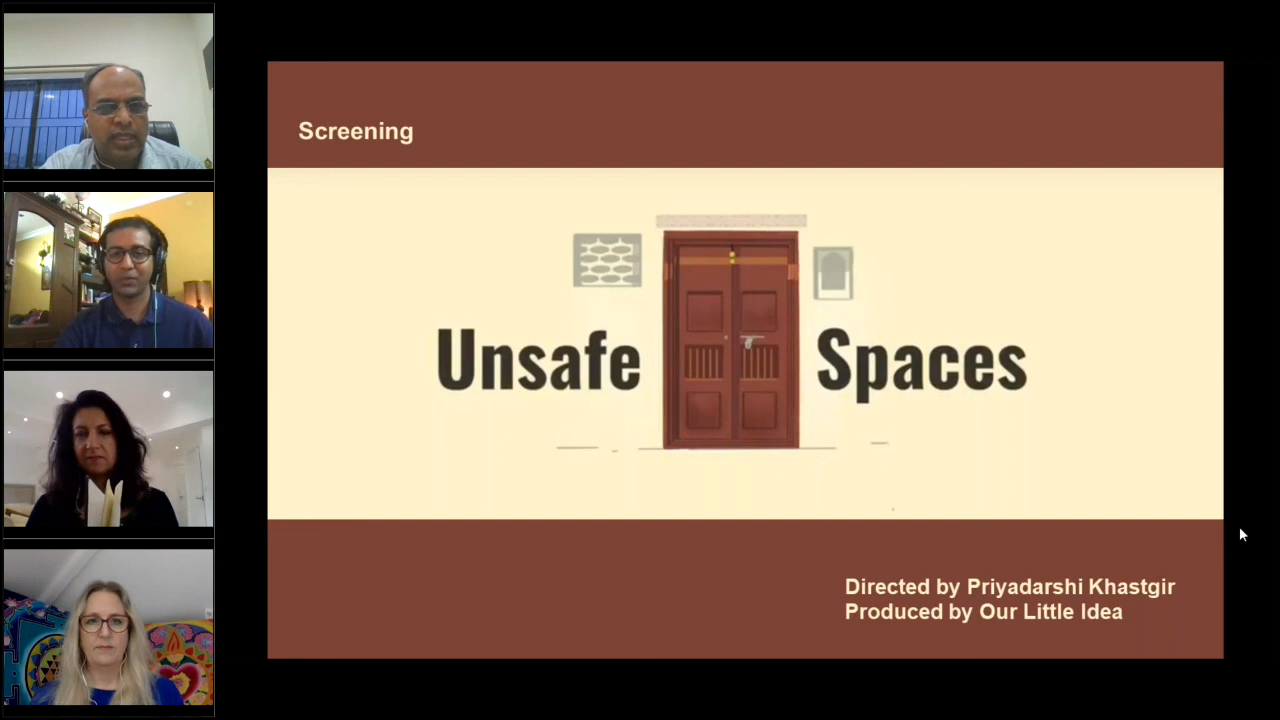 Screening
Unsafe Spaces
Directed by Priyadarshi Khastgir
Produced by Our Little Idea